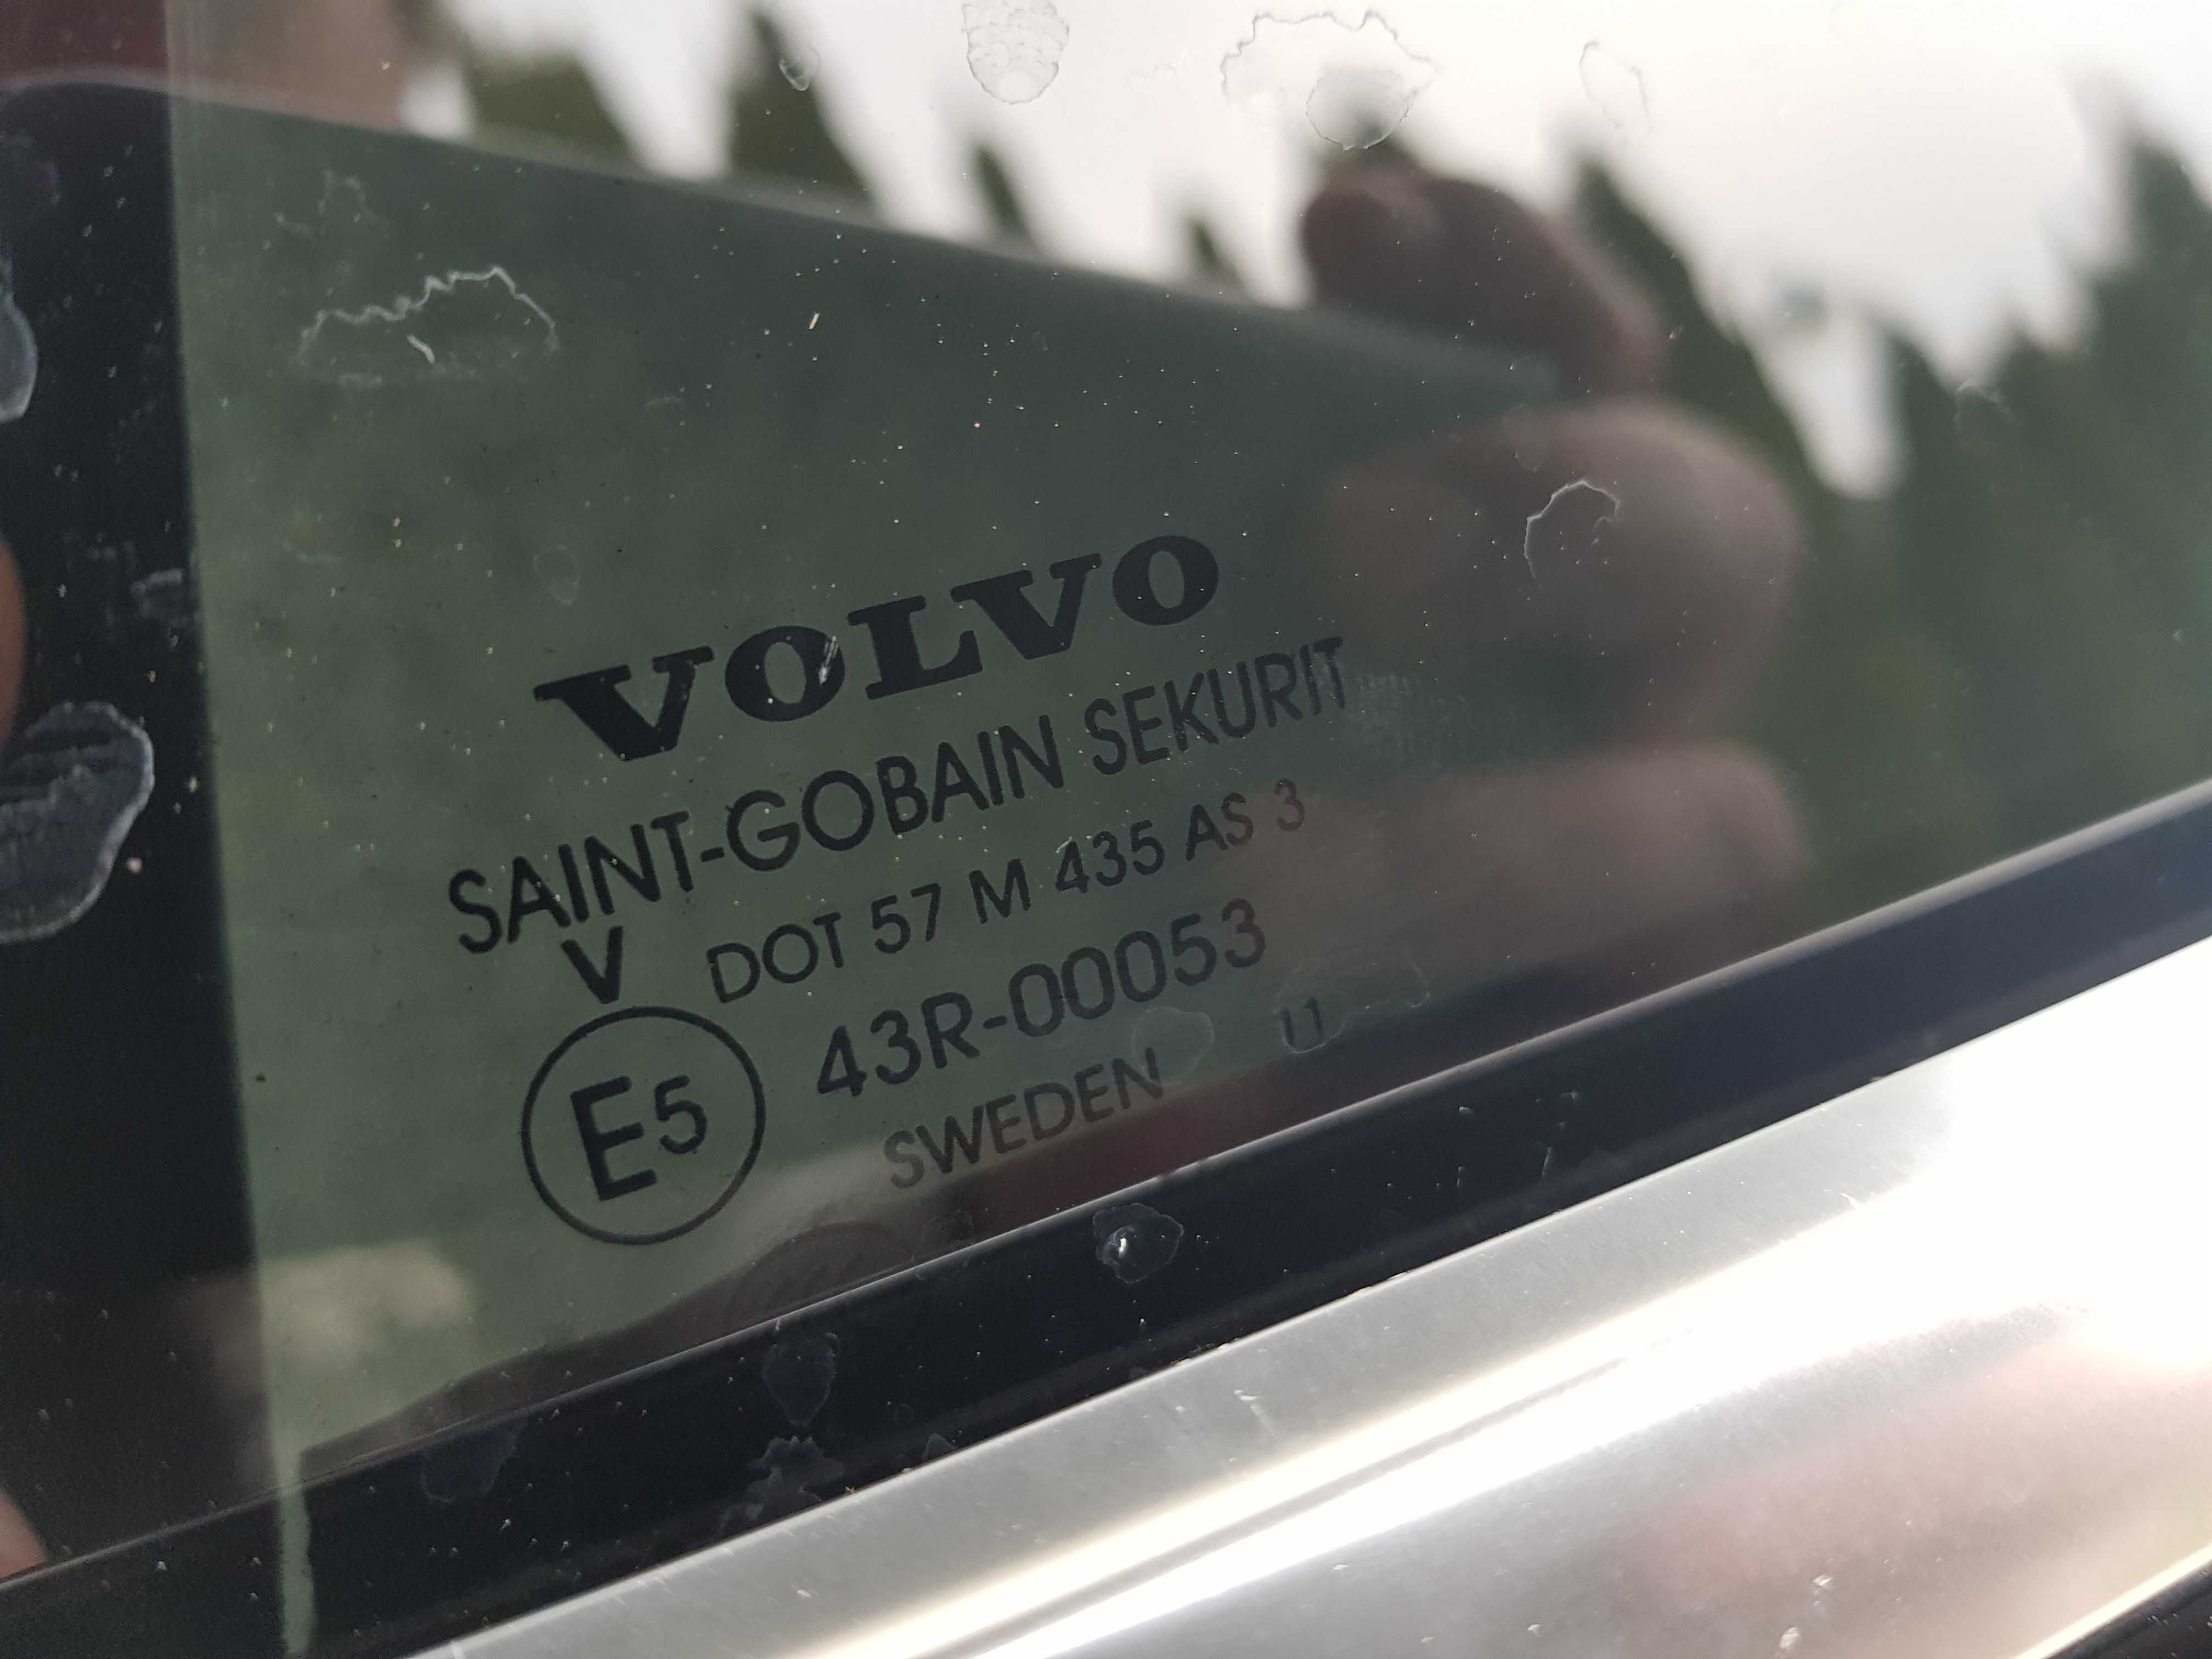 VOLVO
SAINT-GOBAIN SEKURIT
V DOT 57 M 435 AS 3
E5 43R-00053
SWEDEN